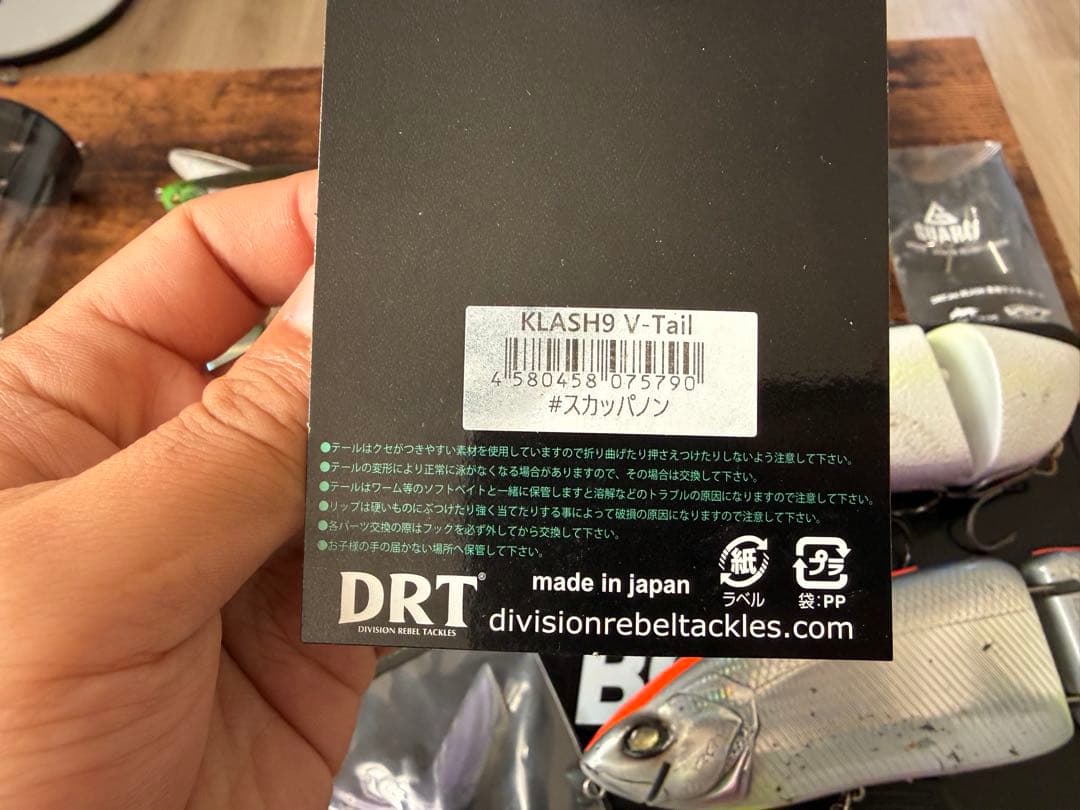 KLASH9 V-Tail
4 580458 075790
#スカッパノン
●テールはクセがつきやすい素材を使用していますので折り曲げたり押さえつけたりしないよう注意して下さい。
●テールの変形により正常に泳がなくなる場合がありますので、その場合は交換して下さい。
●テールはワーム等のソフトベイトと一緒に保管しますと溶解などのトラブルの原因になりますので注意して下さい。
●リップは硬いものにぶつけたり強く当てたりする事によって破損の原因になりますので注意して下さい。
●各パーツ交換の際はフックを必ず外してから交換して下さい。
●お子様の手の届かない場所へ保管して下さい。
DRT®
DIVISION REBEL TACKLES
made in japan
紙
ラベル
プラ
袋:PP
divisionrebeltackles.com